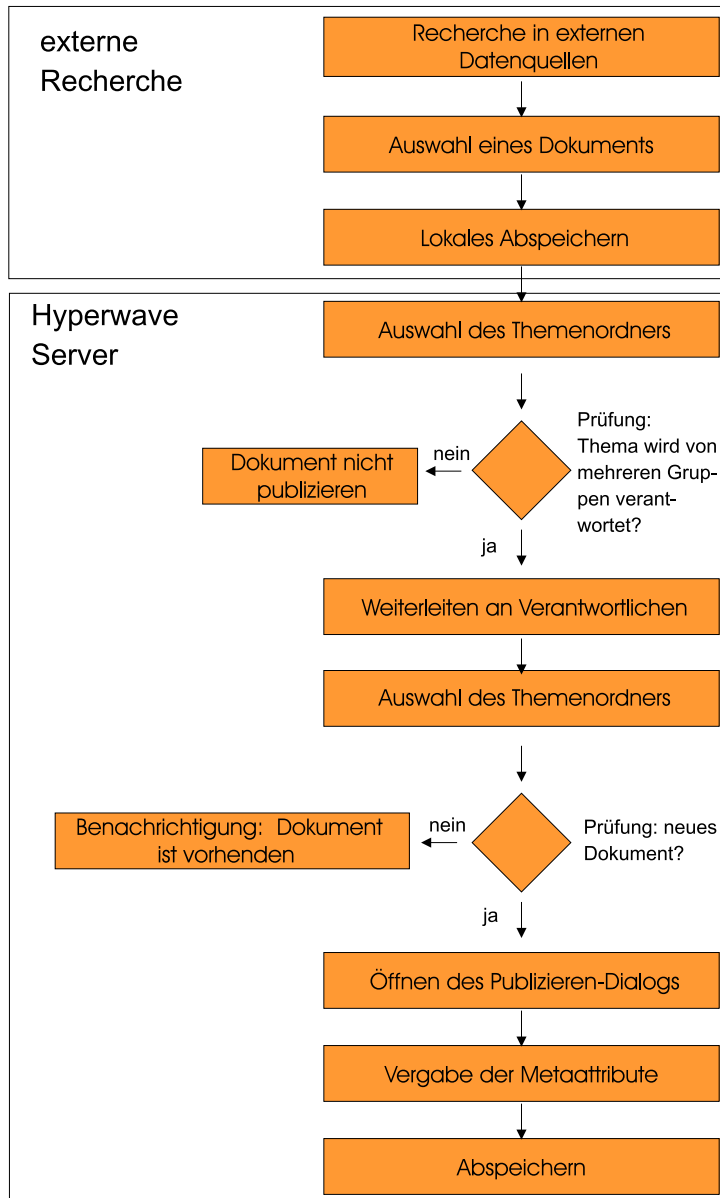 externe
Recherche
Recherche in externen
Datenquellen
Auswahl eines Dokuments
Lokales Abspeichern
Hyperwave
Server
Auswahl des Themenordners
Prüfung:
Thema wird von
mehreren Grup-
pen verant-
wortet?
nein
Dokument nicht
publizieren
ja
Weiterleiten an Verantwortlichen
Auswahl des Themenordners
Prüfung: neues
Dokument?
nein
Benachrichtigung: Dokument
ist vorhenden
ja
Öffnen des Publizieren-Dialogs
Vergabe der Metaattribute
Abspeichern